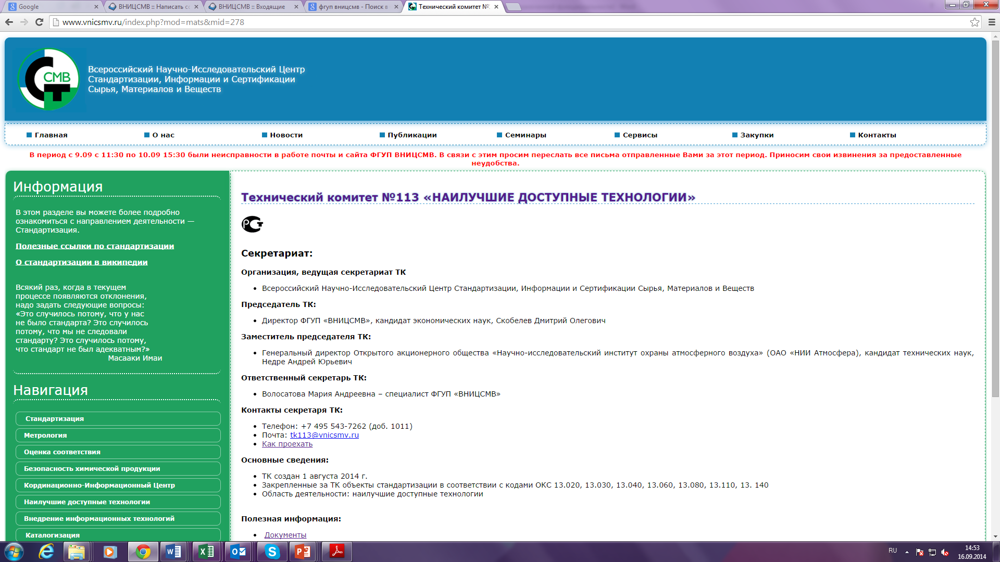 Google
ВНИЦСМВ :: Написать со
ВНИЦСМВ :: Входящие
фгуп вницсмв - Поиск в
Технический комитет №
www.vnicsmv.ru/index.php?mod=mats&mid=278
СМВ
Всероссийский Научно-Исследовательский Центр
Стандартизации, Информации и Сертификации
Сырья, Материалов и Веществ
Главная
О нас
Новости
Публикации
Семинары
Сервисы
Закупки
Контакты
В период с 9.09 с 11:30 по 10.09 15:30 были неисправности в работе почты и сайта ФГУП ВНИЦСМВ. В связи с этим просим переслать все письма отправленные Вами за этот период. Приносим свои извинения за предоставленные
неудобства.
Информация
В этом разделе вы можете более подробно
ознакомиться с направлением деятельности —
Стандартизация.
Полезные ссылки по стандартизации
О стандартизации в википедии
Всякий раз, когда в текущем
процессе появляются отклонения,
надо задать следующие вопросы:
«Это случилось потому, что у нас
не было стандарта? Это случилось
потому, что мы не следовали
стандарту? Это случилось потому,
что стандарт не был адекватным?»
Масааки Имаи
Навигация
Стандартизация
Метрология
Оценка соответствия
Безопасность химической продукции
Кординационно-Информационный Центр
Наилучшие доступные технологии
Внедрение информационных технологий
Каталогизация
Технический комитет №113 «НАИЛУЧШИЕ ДОСТУПНЫЕ ТЕХНОЛОГИИ»
Секретариат:
Организация, ведущая секретариат ТК
Всероссийский Научно-Исследовательский Центр Стандартизации, Информации и Сертификации Сырья, Материалов и Веществ
Председатель ТК:
Директор ФГУП «ВНИЦСМВ», кандидат экономических наук, Скобелев Дмитрий Олегович
Заместитель председателя ТК:
Генеральный директор Открытого акционерного общества «Научно-исследовательский институт охраны атмосферного воздуха» (ОАО «НИИ Атмосфера), кандидат технических наук,
Недре Андрей Юрьевич
Ответственный секретарь ТК:
Волосатова Мария Андреевна – специалист ФГУП «ВНИЦСМВ»
Контакты секретаря ТК:
Телефон: +7 495 543-7262 (доб. 1011)
Почта: tk113@vnicsmv.ru
Как проехать
Основные сведения:
ТК создан 1 августа 2014 г.
Закрепленные за ТК объекты стандартизации в соответствии с кодами ОКС 13.020, 13.030, 13.040, 13.060, 13.080, 13.110, 13. 140
Область деятельности: наилучшие доступные технологии
Полезная информация:
Документы
RU
14:53
16.09.2014